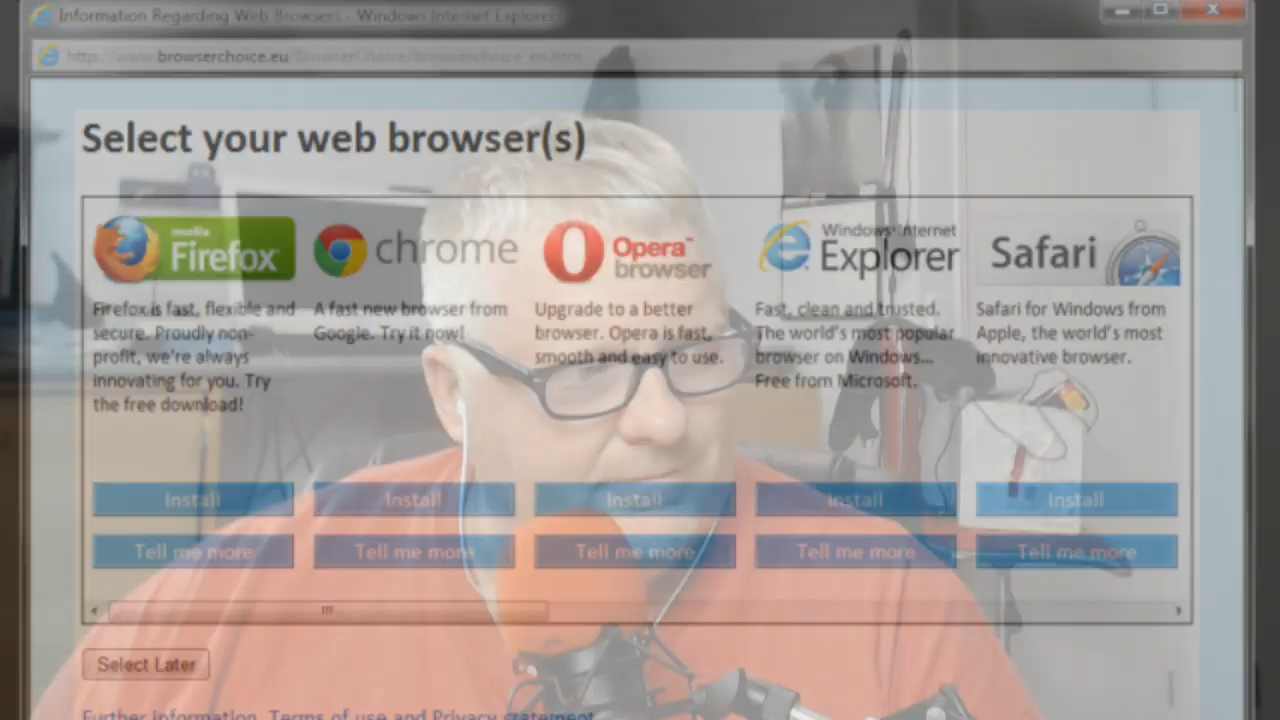 Information Regarding Web Browsers - Windows Internet Explorer
http://www.browserchoice.eu/BrowserChoice/browserchoice_en.htm
Select your web browser(s)
mozilla
Firefox
chrome
Opera™
browser
Windows Internet
Explorer
Safari
Firefox is fast, flexible and
secure. Proudly non-
profit, we're always
innovating for you. Try
the free download!
A fast new browser from
Google. Try it now!
Upgrade to a better
browser. Opera is fast,
smooth and easy to use.
Fast, clean and trusted.
The world's most popular
browser on Windows...
Free from Microsoft.
Safari for Windows from
Apple, the world's most
innovative browser.
Install Install Install Install Install
Tell me more Tell me more Tell me more Tell me more Tell me more
Select Later
Further information, Terms of use and Privacy statement